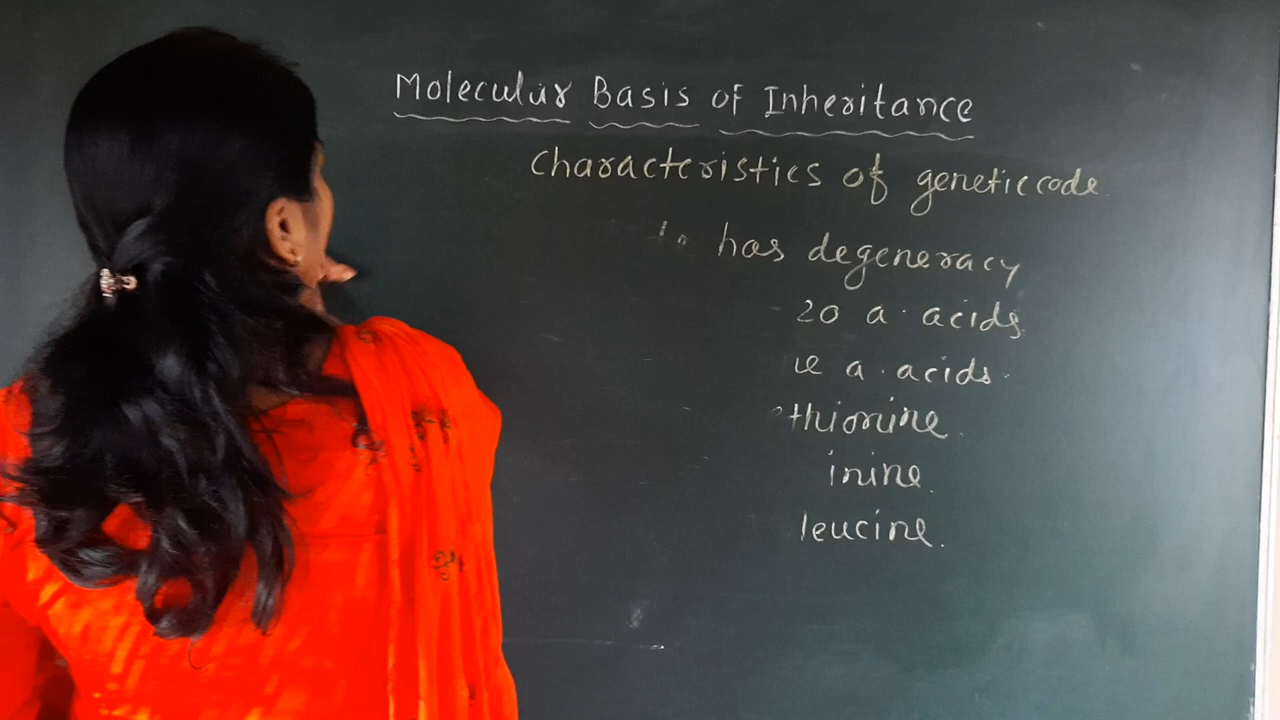 Molecular Basis of Inheritance
Characteristics of genetic code
has degeneracy
20 a. acids
a. acids.
thionine.
inine.
leucine.